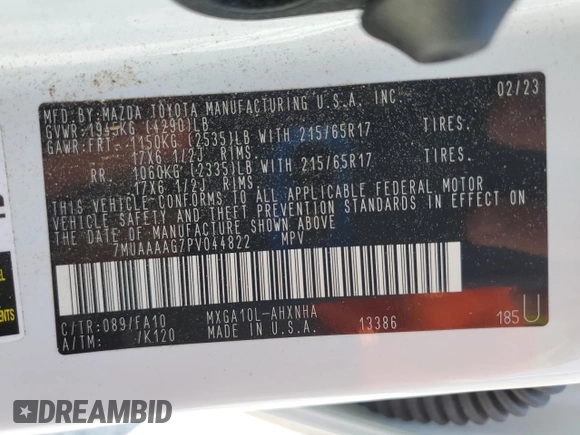 MFD.BY:MAZDA TOYOTA MANUFACTURING U.S.A. INC. 02/23
GVWR:1945KG (4290)LB
GAWR:FRT. 1150KG (2535)LB WITH 215/65R17 TIRES.
17X6 1/2J RIMS.
RR. 1060KG (2335)LB WITH 215/65R17 TIRES.
17X6 1/2J RIMS
THIS VEHICLE CONFORMS TO ALL APPLICABLE FEDERAL MOTOR
VEHICLE SAFETY AND THEFT PREVENTION STANDARDS IN EFFECT ON
THE DATE OF MANUFACTURE SHOWN ABOVE
7MUAAAAG7PV044822 MPV
C/TR:089/FA10 MXGA10L-AHXNHA
A/TM: /K120 MADE IN U.S.A. 13386 185U
DREAMBID